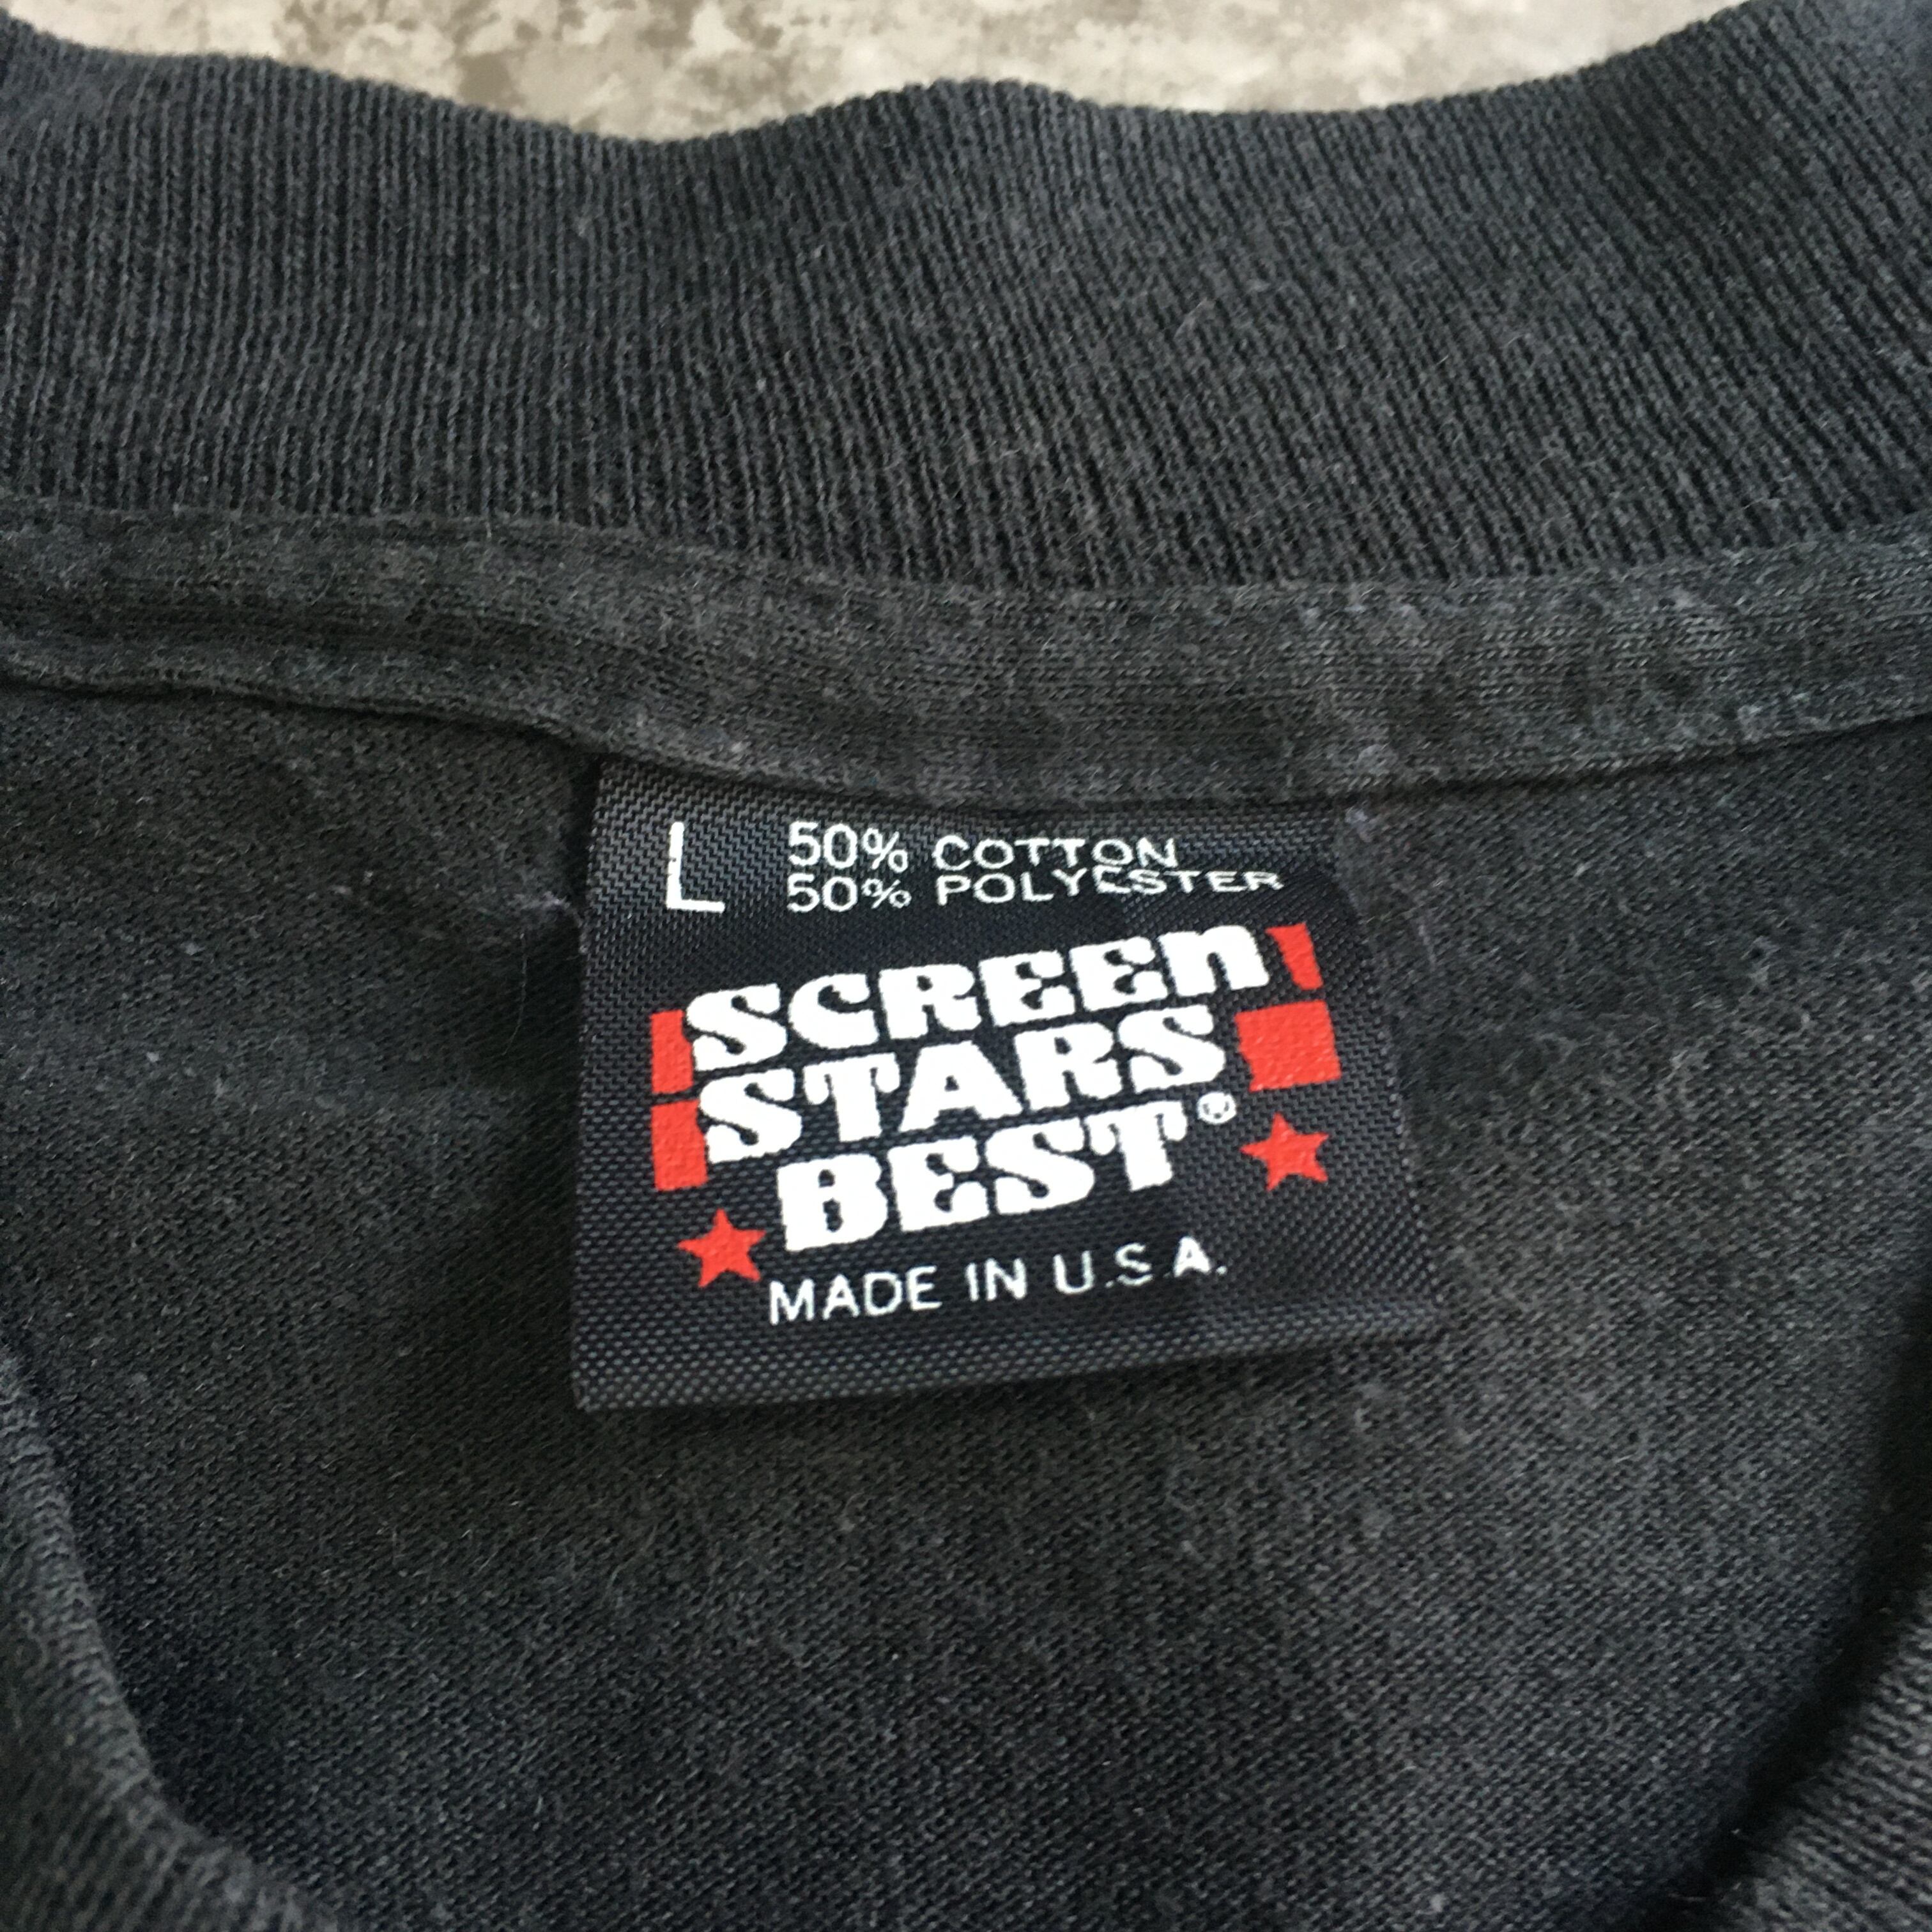 L 50% COTTON
50% POLYESTER
SCREEN
STARS
BEST®
MADE IN U.S.A.